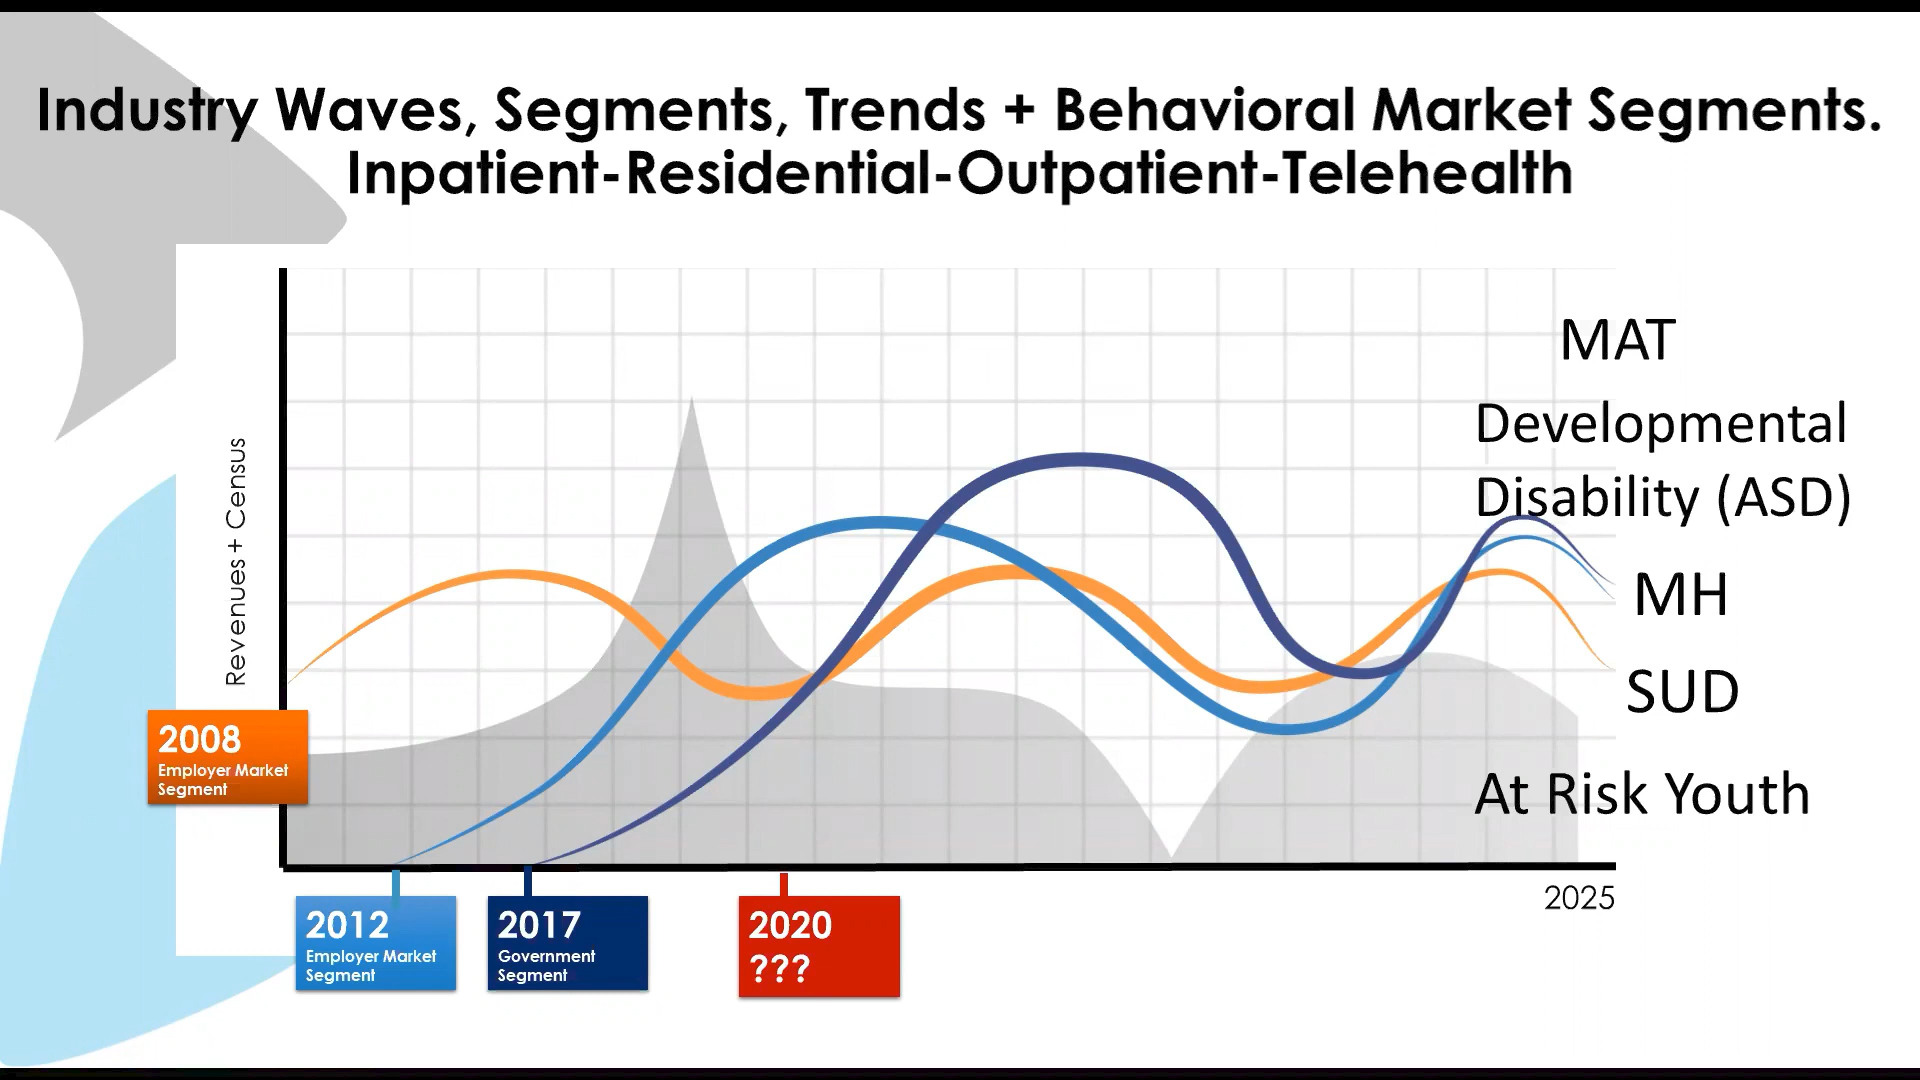 Industry Waves, Segments, Trends + Behavioral Market Segments.
Inpatient-Residential-Outpatient-Telehealth
MAT
Developmental
Disability (ASD)
MH
SUD
At Risk Youth
Revenues + Census
2008
Employer Market
Segment
2025
2012
Employer Market
Segment
2017
Government
Segment
2020
???